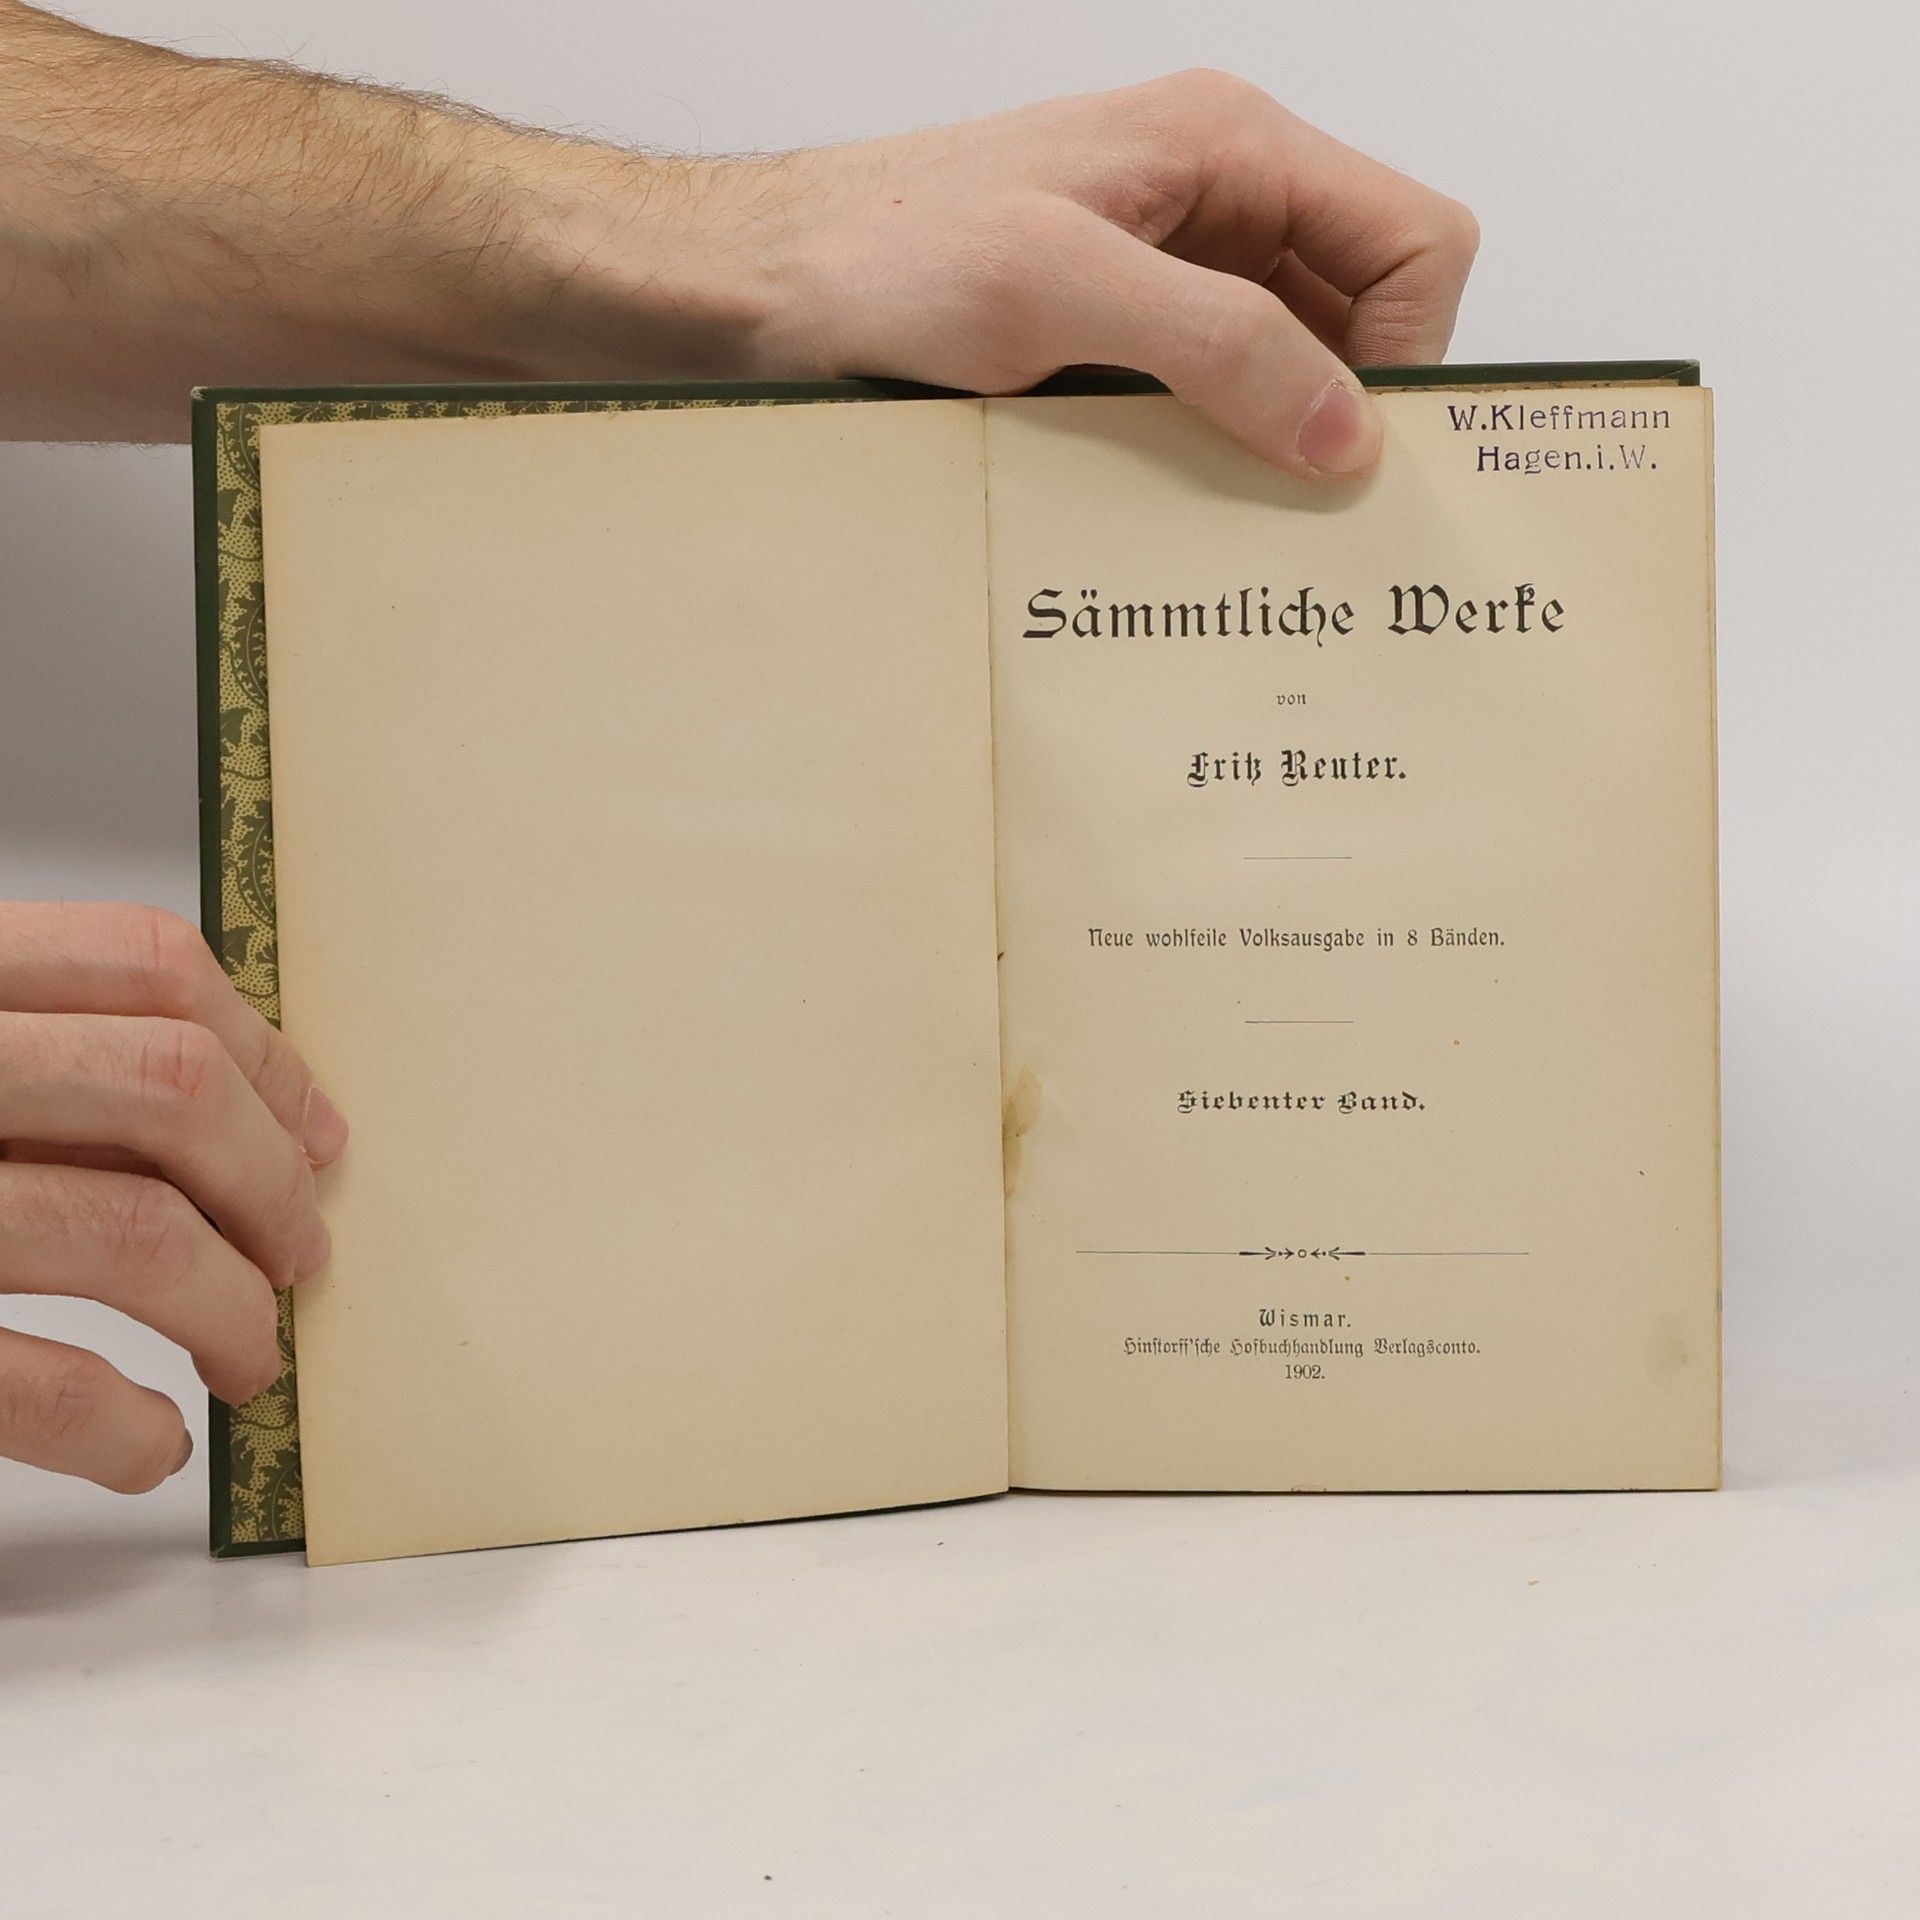 W.Kleffmann
Hagen.i.W.
Sämmtliche Werke
von
Fritz Reuter.
Neue wohlfeile Volksausgabe in 8 Bänden.
Siebenter Band.
Wismar.
Hinstorff'sche Hofbuchhandlung Verlagsconto.
1902.